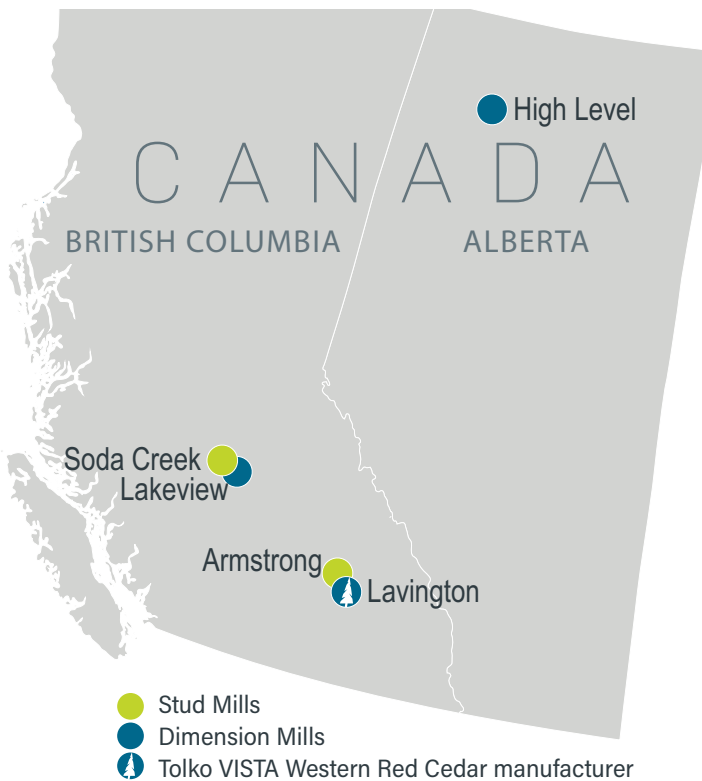 High Level
CANADA
BRITISH COLUMBIA
ALBERTA
Soda Creek
Lakeview
Armstrong
Lavington
Stud Mills
Dimension Mills
Tolko VISTA Western Red Cedar manufacturer